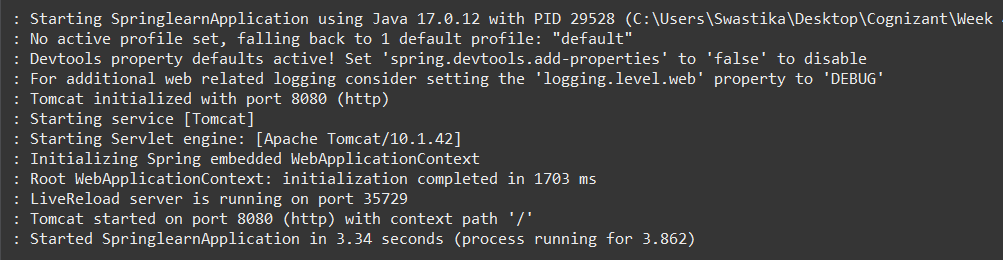 : Starting SpringlearnApplication using Java 17.0.12 with PID 29528 (C:\Users\Swastika\Desktop\Cognizant\Week
: No active profile set, falling back to 1 default profile: "default"
: Devtools property defaults active! Set 'spring.devtools.add-properties' to 'false' to disable
: For additional web related logging consider setting the 'logging.level.web' property to 'DEBUG'
: Tomcat initialized with port 8080 (http)
: Starting service [Tomcat]
: Starting Servlet engine: [Apache Tomcat/10.1.42]
: Initializing Spring embedded WebApplicationContext
: Root WebApplicationContext: initialization completed in 1703 ms
: LiveReload server is running on port 35729
: Tomcat started on port 8080 (http) with context path '/'
: Started SpringlearnApplication in 3.34 seconds (process running for 3.862)